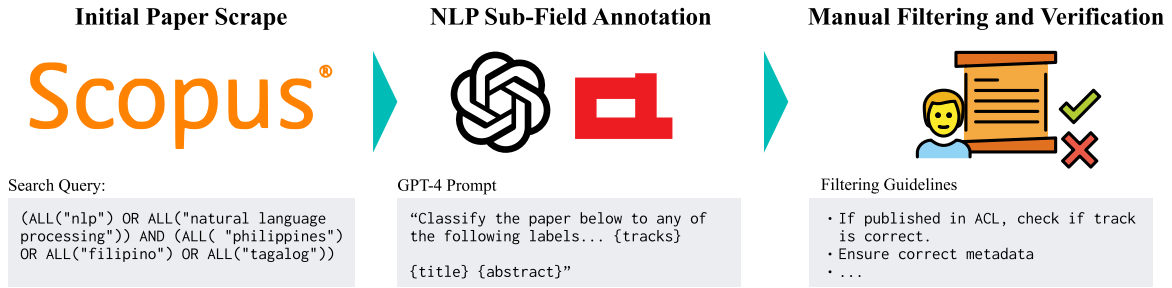 Initial Paper Scrape
NLP Sub-Field Annotation
Manual Filtering and Verification
Scopus®
Search Query:
(ALL("nlp") OR ALL("natural language
processing")) AND (ALL( "philippines")
OR ALL("filipino") OR ALL("tagalog"))
GPT-4 Prompt
“Classify the paper below to any of
the following labels... {tracks}
{title} {abstract}”
Filtering Guidelines
· If published in ACL, check if track
is correct.
· Ensure correct metadata
· ...